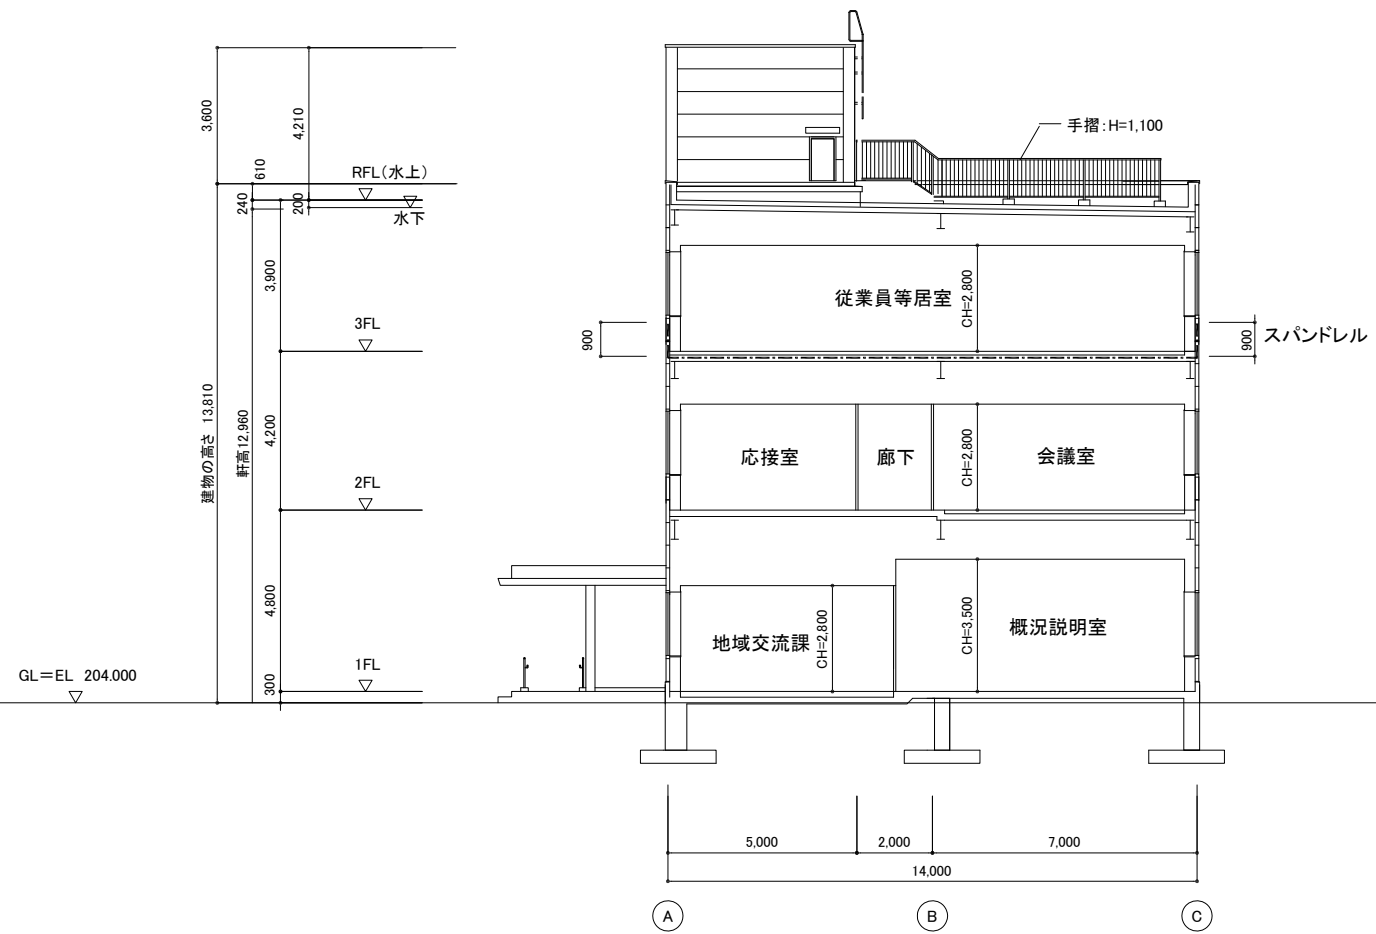 手摺:H=1,100
3,600
4,210
610
RFL(水上)
240
200
水下
3,900
従業員等居室
CH=2,800
3FL
900
900
スパンドレル
建物の高さ 13,810
軒高12,960
4,200
応接室
廊下
CH=2,800
会議室
2FL
4,800
地域交流課
CH=2,800
CH=3,500
概況説明室
1FL
GL=EL 204.000
300
5,000
2,000
7,000
14,000
A
B
C